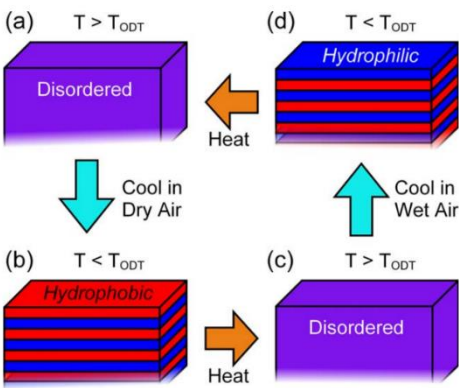 (a) T > TODT
Disordered
Cool in
Dry Air
(b) T < TODT
Hydrophobic
Heat
(c) T > TODT
Disordered
Cool in
Wet Air
(d) T < TODT
Hydrophilic
Heat